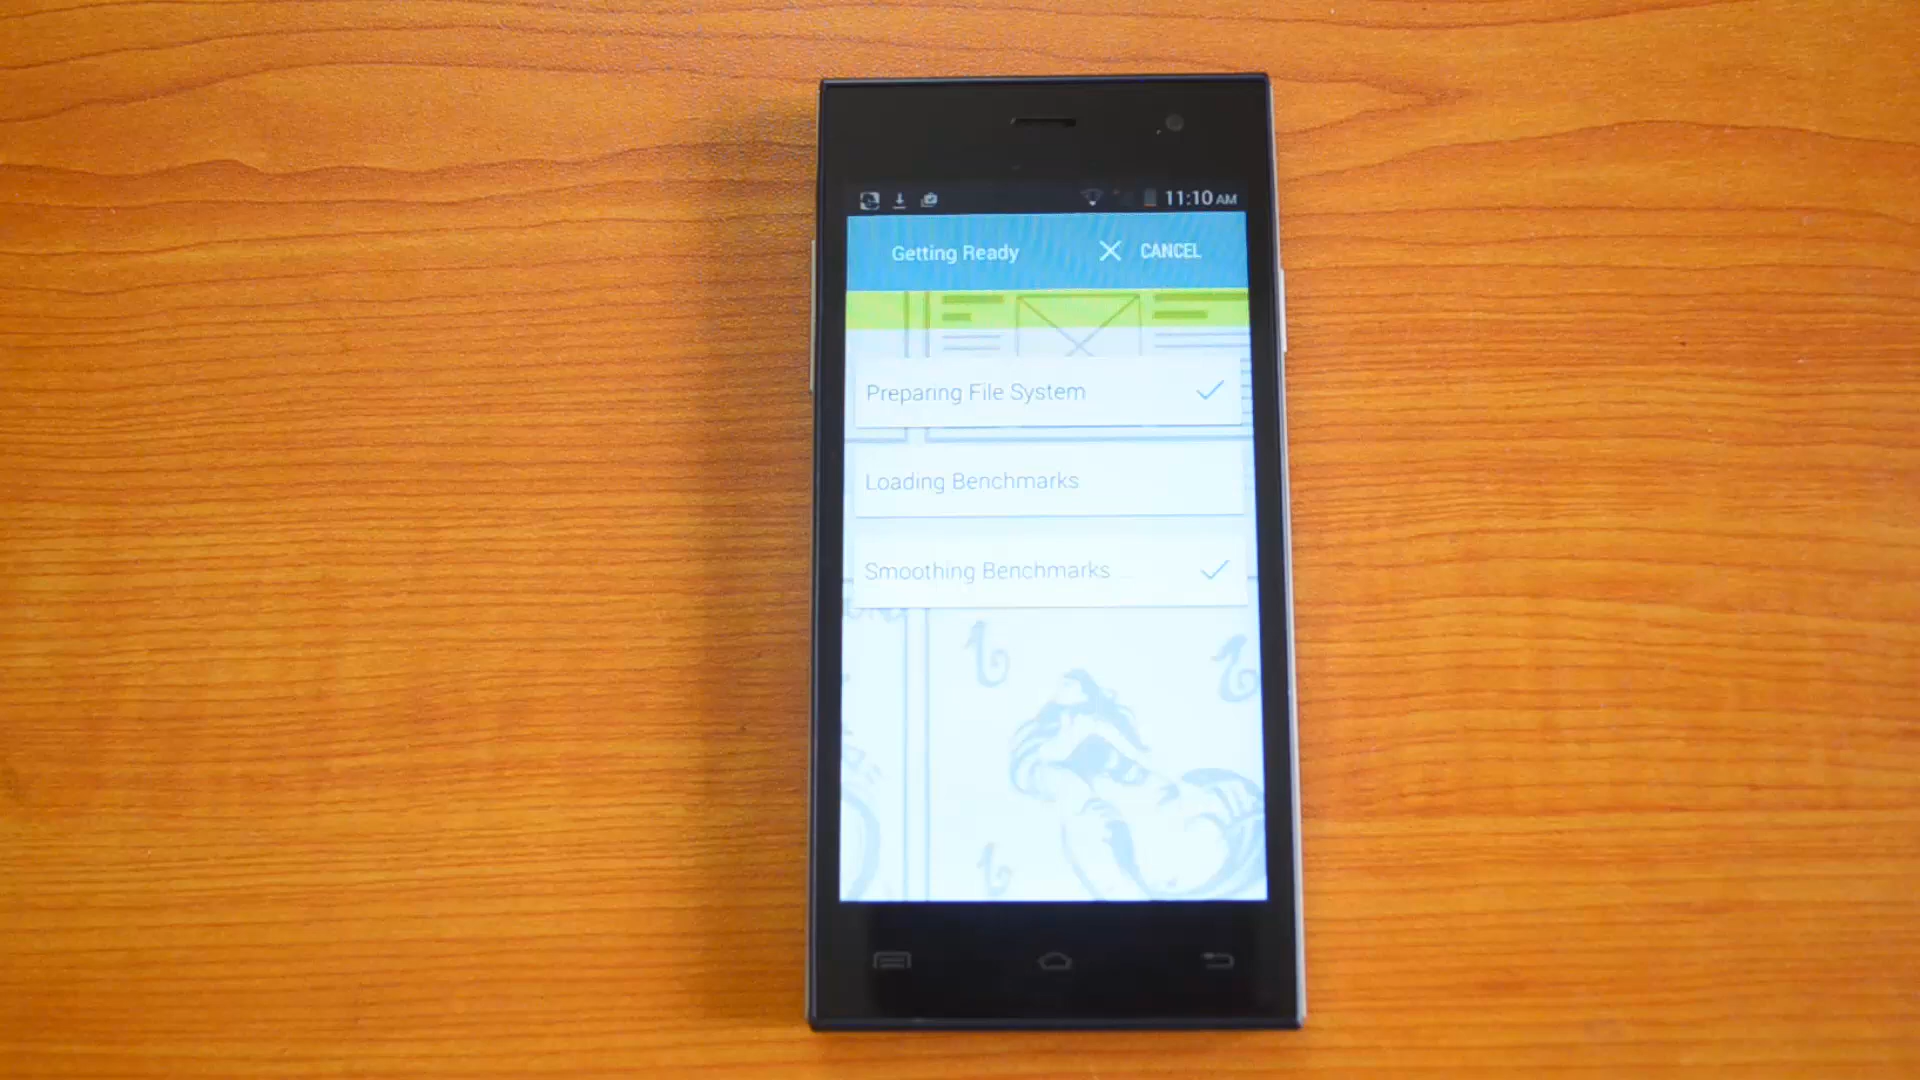 11:10 AM
Getting Ready CANCEL
Preparing File System
Loading Benchmarks
Smoothing Benchmarks